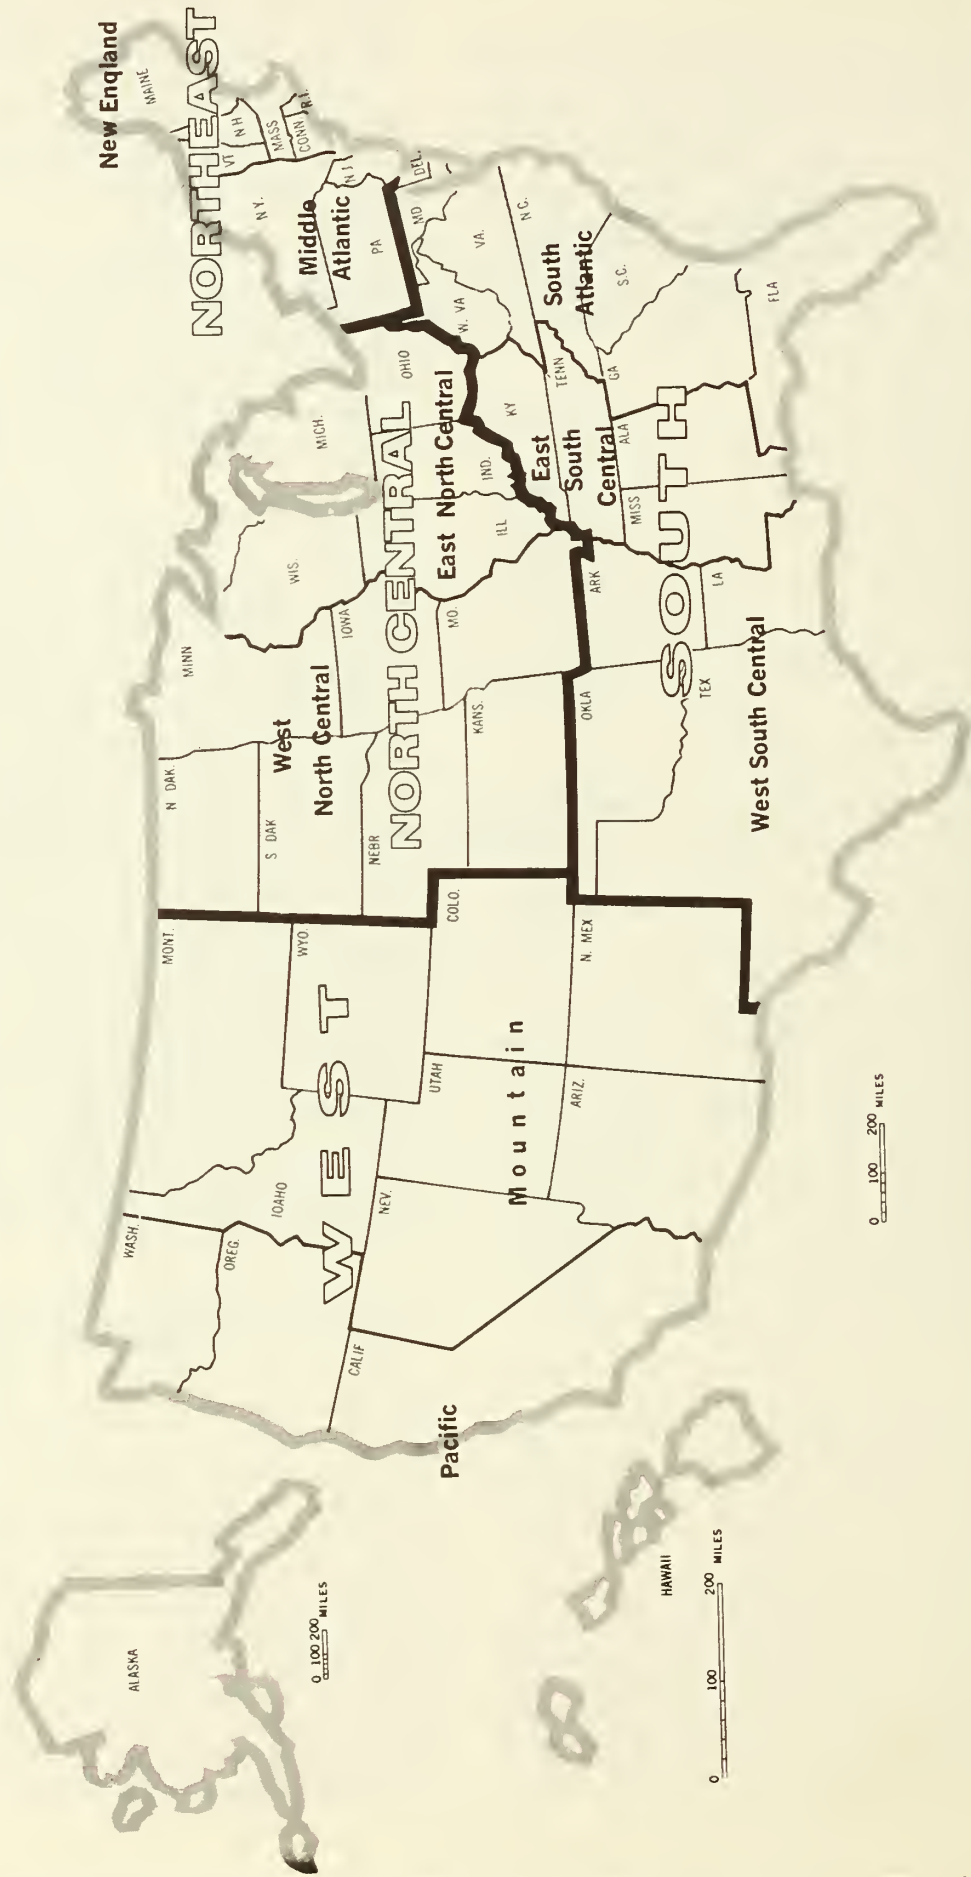 ALASKA
0 100 200
MILES
HAWAII
0 100 200
MILES
WEST
Pacific
Mountain
WASH.
OREG.
CALIF
IDAHO
NEV.
MONT.
WYO.
UTAH
COLO.
ARIZ.
N. MEX
0 100 200
MILES
NORTH CENTRAL
West
North Central
N DAK.
S DAK
NEBR
KANS.
MINN
IOWA
MO.
East North Central
WIS.
MICH.
ILL
IND.
OHIO
SOUTH
West South Central
OKLA
TEX
ARK
LA
East
South
Central
KY
TENN
MISS
ALA
South
Atlantic
DEL.
MD
W. VA
VA.
N C.
S.C.
GA
FLA
NORTHEAST
Middle
Atlantic
N Y.
PA
N J
New England
MAINE
VT
N H
MASS
CONN
R.I.